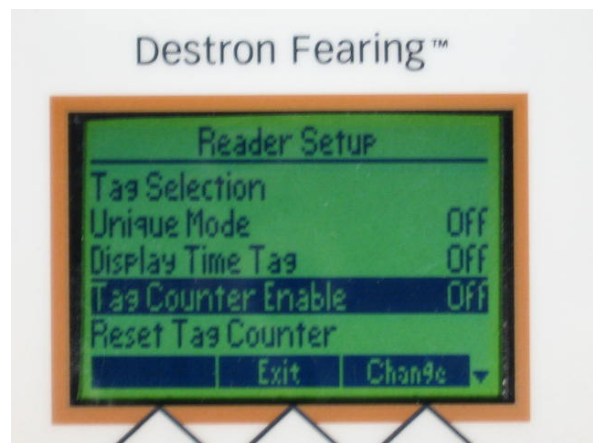 Destron Fearing™
Reader Setup
Tag Selection
Unique Mode Off
Display Time Tag Off
Tag Counter Enable Off
Reset Tag Counter
Exit Change